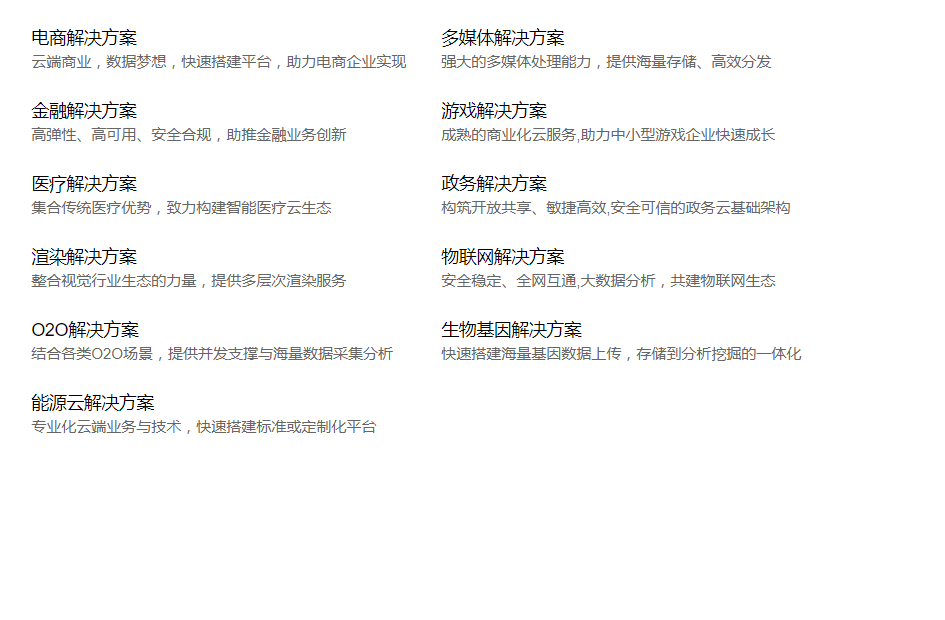 电商解决方案
云端商业，数据梦想，快速搭建平台，助力电商企业实现
多媒体解决方案
强大的多媒体处理能力，提供海量存储、高效分发
金融解决方案
高弹性、高可用、安全合规，助推金融业务创新
游戏解决方案
成熟的商业化云服务,助力中小型游戏企业快速成长
医疗解决方案
集合传统医疗优势，致力构建智能医疗云生态
政务解决方案
构筑开放共享、敏捷高效,安全可信的政务云基础架构
渲染解决方案
整合视觉行业生态的力量，提供多层次渲染服务
物联网解决方案
安全稳定、全网互通,大数据分析，共建物联网生态
O2O解决方案
结合各类O2O场景，提供并发支撑与海量数据采集分析
生物基因解决方案
快速搭建海量基因数据上传，存储到分析挖掘的一体化
能源云解决方案
专业化云端业务与技术，快速搭建标准或定制化平台